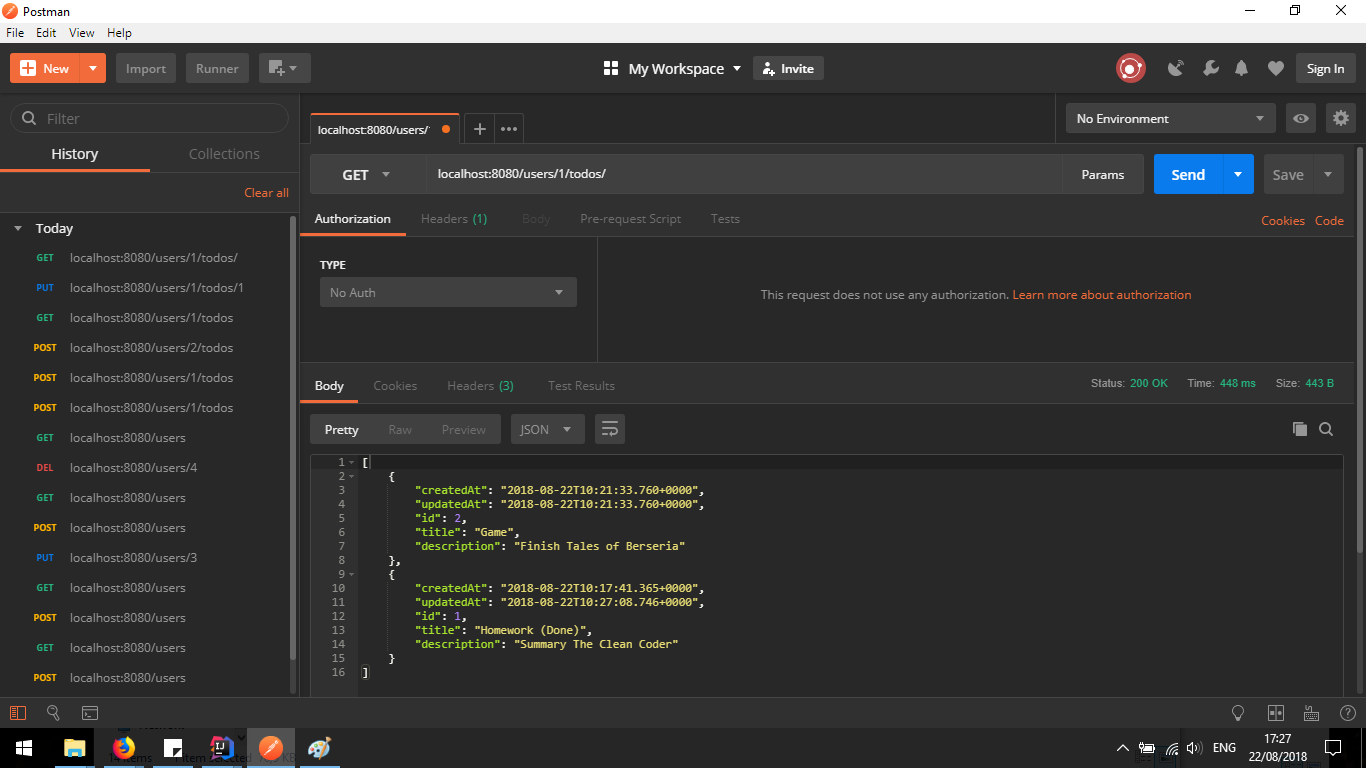 Postman
File Edit View Help
New Import Runner My Workspace Invite Sign In
Filter
History Collections
Clear all
Today
GET localhost:8080/users/1/todos/
PUT localhost:8080/users/1/todos/1
GET localhost:8080/users/1/todos
POST localhost:8080/users/2/todos
POST localhost:8080/users/1/todos
POST localhost:8080/users/1/todos
GET localhost:8080/users
DEL localhost:8080/users/4
GET localhost:8080/users
POST localhost:8080/users
PUT localhost:8080/users/3
GET localhost:8080/users
POST localhost:8080/users
GET localhost:8080/users
POST localhost:8080/users
localhost:8080/users/ No Environment
GET localhost:8080/users/1/todos/ Params Send Save
Authorization Headers (1) Body Pre-request Script Tests Cookies Code
TYPE
No Auth
This request does not use any authorization. Learn more about authorization
Body Cookies Headers (3) Test Results Status: 200 OK Time: 448 ms Size: 443 B
Pretty Raw Preview JSON
1 [
2 {
3 "createdAt": "2018-08-22T10:21:33.760+0000",
4 "updatedAt": "2018-08-22T10:21:33.760+0000",
5 "id": 2,
6 "title": "Game",
7 "description": "Finish Tales of Berseria"
8 },
9 {
10 "createdAt": "2018-08-22T10:17:41.365+0000",
11 "updatedAt": "2018-08-22T10:27:08.746+0000",
12 "id": 1,
13 "title": "Homework (Done)",
14 "description": "Summary The Clean Coder"
15 }
16 ]
ENG
17:27
22/08/2018